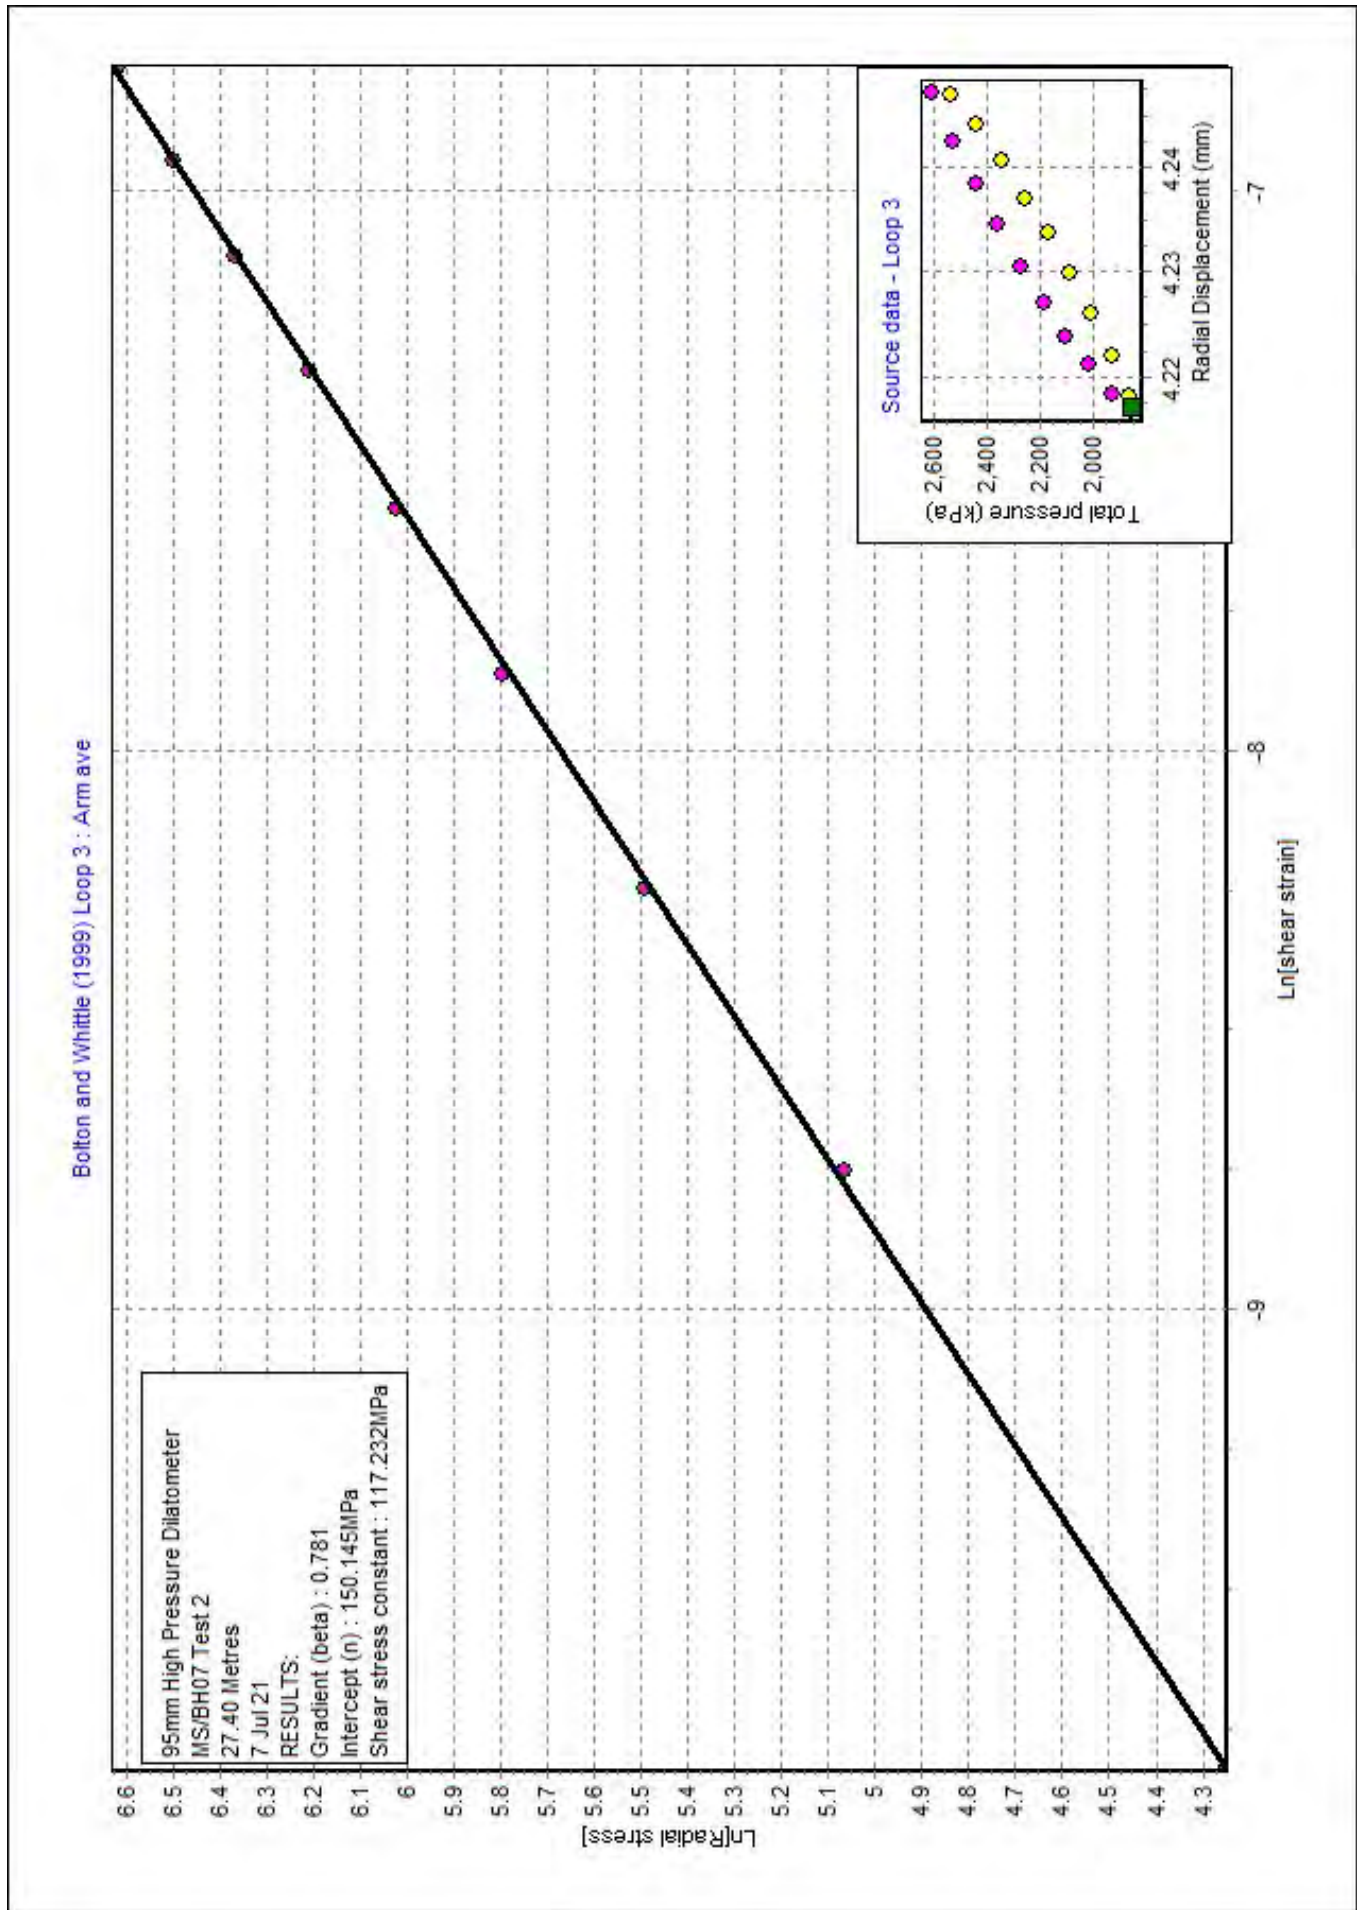 Bolton and Whittle (1999) Loop 3 : Arm ave
95mm High Pressure Dilatometer
MS/BH07 Test 2
27.40 Metres
7 Jul 21
RESULTS:
Gradient (beta) : 0.781
Intercept (n) : 150.145MPa
Shear stress constant : 117.232MPa
Ln[Radial stress]
6.6
6.5
6.4
6.3
6.2
6.1
6
5.9
5.8
5.7
5.6
5.5
5.4
5.3
5.2
5.1
5
4.9
4.8
4.7
4.6
4.5
4.4
4.3
-9
-8
-7
Ln[shear strain]
Source data - Loop 3
Total pressure (kPa)
2,600
2,400
2,200
2,000
4.22
4.23
4.24
Radial Displacement (mm)